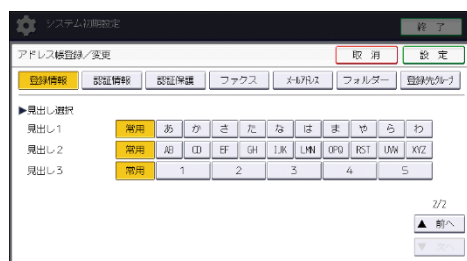 システム初期設定 終 了
アドレス帳登録／変更 取 消 設 定
登録情報 認証情報 認証保護 ファクス メールアドレス フォルダー 登録先グループ
▶見出し選択
見出し1 常用 あ か さ た な は ま や ら わ
見出し2 常用 AB CD EF GH IJK LMN OPQ RST UVW XYZ
見出し3 常用 1 2 3 4 5
2/2
▲ 前へ
▼ 次へ